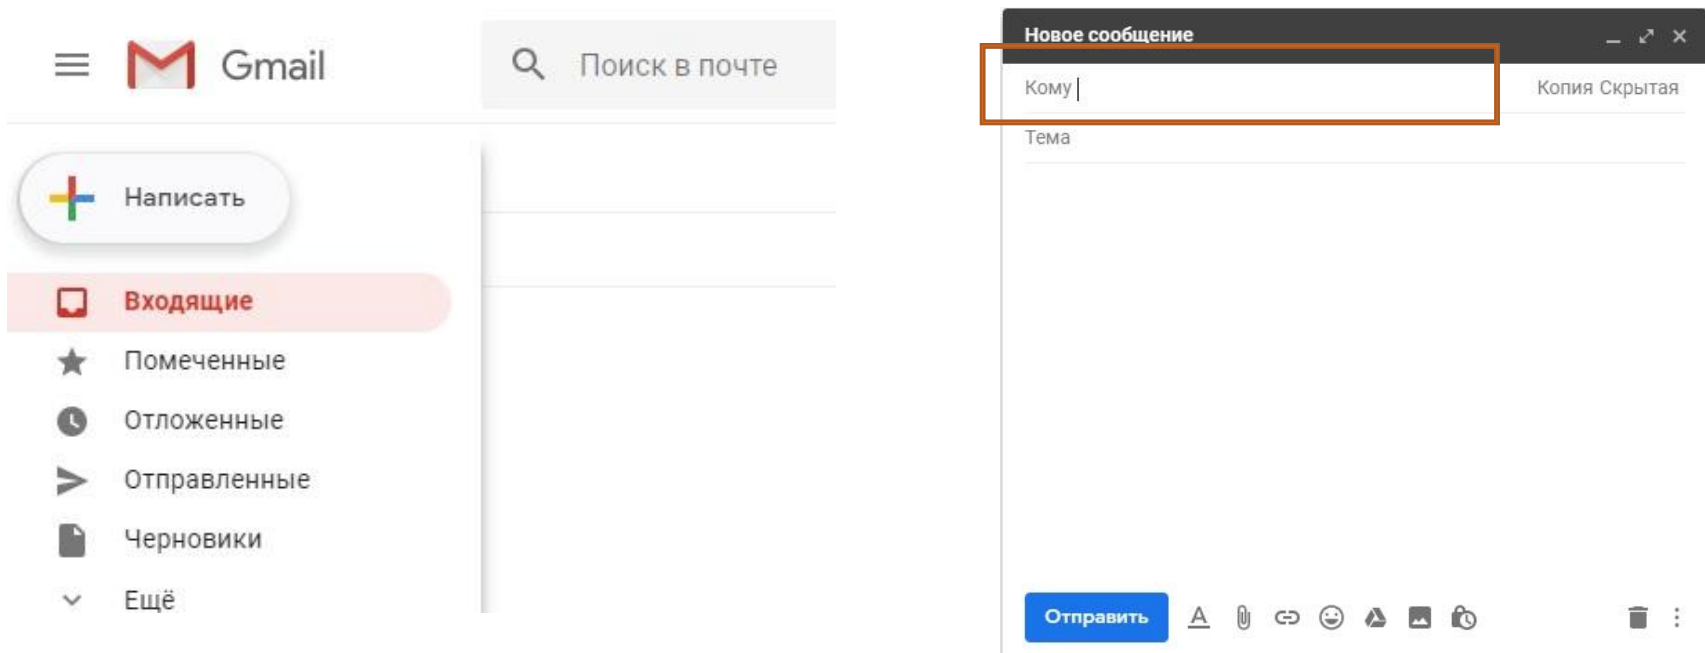 Gmail
Поиск в почте
Написать
Входящие
Помеченные
Отложенные
Отправленные
Черновики
Ещё
Новое сообщение
Кому
Копия Скрытая
Тема
Отправить